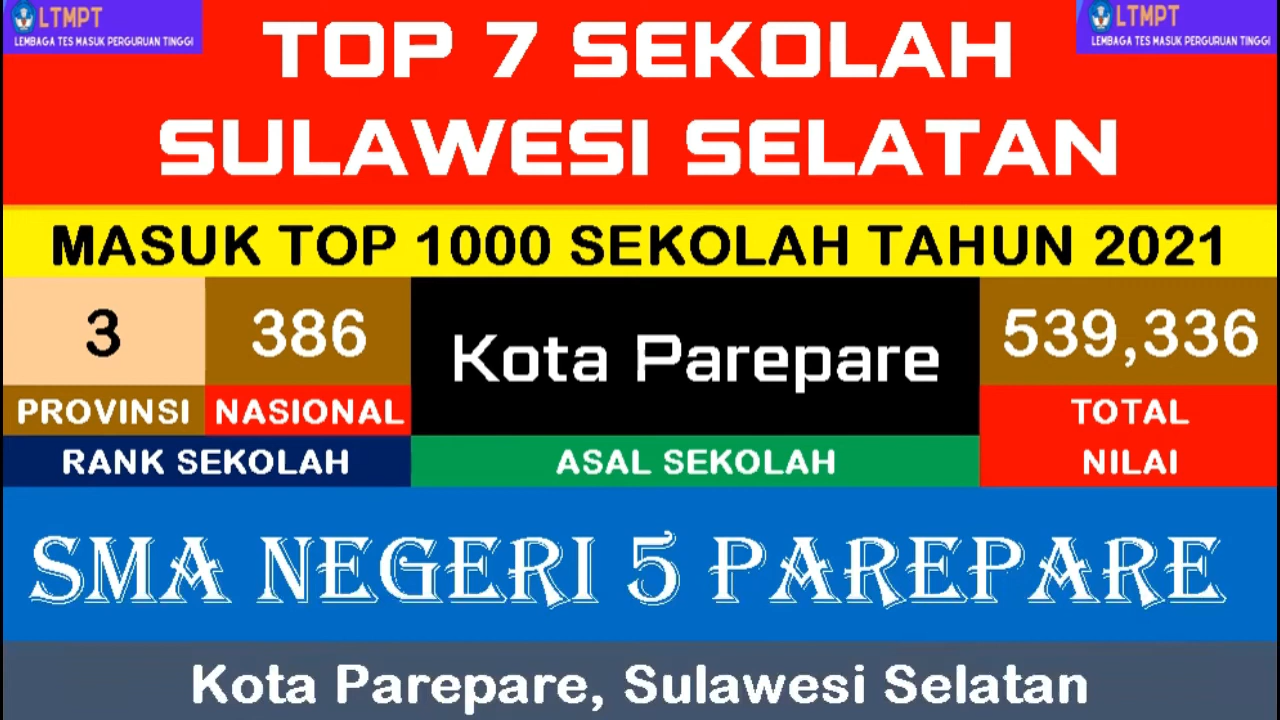 LTMPT
LEMBAGA TES MASUK PERGURUAN TINGGI
LTMPT
LEMBAGA TES MASUK PERGURUAN TINGGI
TOP 7 SEKOLAH
SULAWESI SELATAN
MASUK TOP 1000 SEKOLAH TAHUN 2021
3
386
Kota Parepare
539,336
PROVINSI
NASIONAL
TOTAL
RANK SEKOLAH
ASAL SEKOLAH
NILAI
SMA NEGERI 5 PAREPARE
Kota Parepare, Sulawesi Selatan